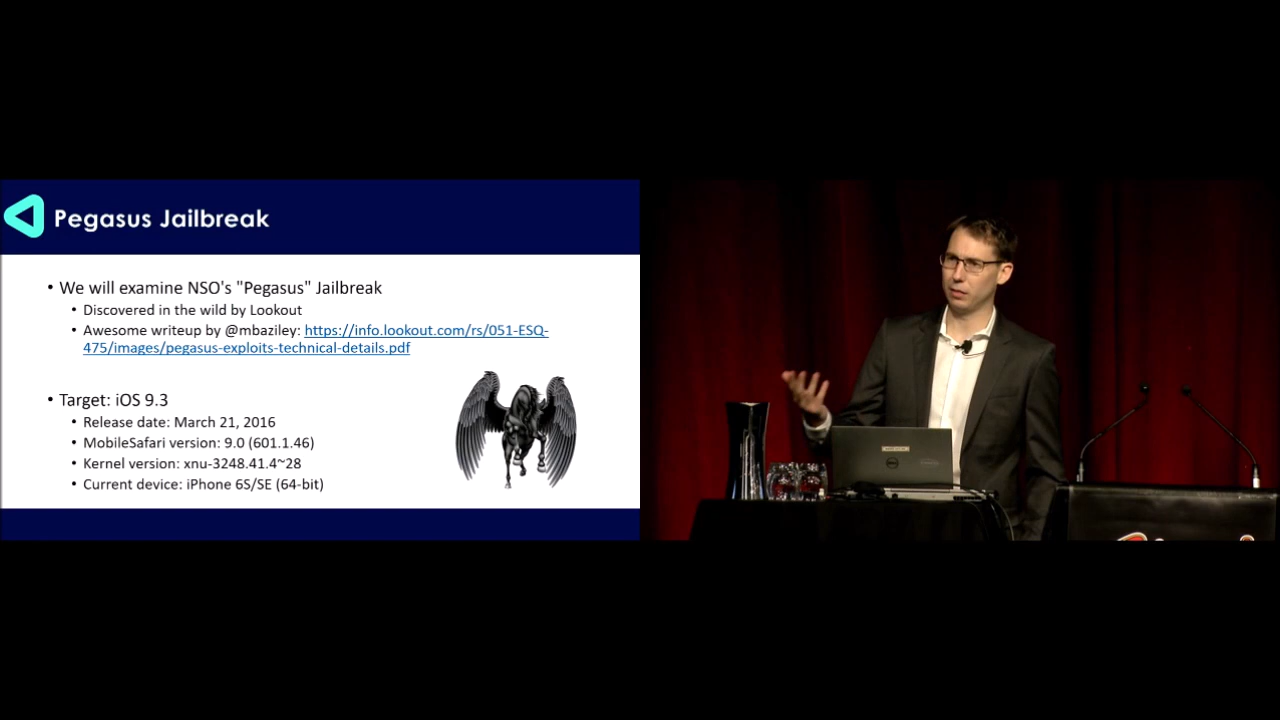 Pegasus Jailbreak
• We will examine NSO's "Pegasus" Jailbreak
• Discovered in the wild by Lookout
• Awesome writeup by @mbaziley: https://info.lookout.com/rs/051-ESQ-
475/images/pegasus-exploits-technical-details.pdf
• Target: iOS 9.3
• Release date: March 21, 2016
• MobileSafari version: 9.0 (601.1.46)
• Kernel version: xnu-3248.41.4~28
• Current device: iPhone 6S/SE (64-bit)
DELL